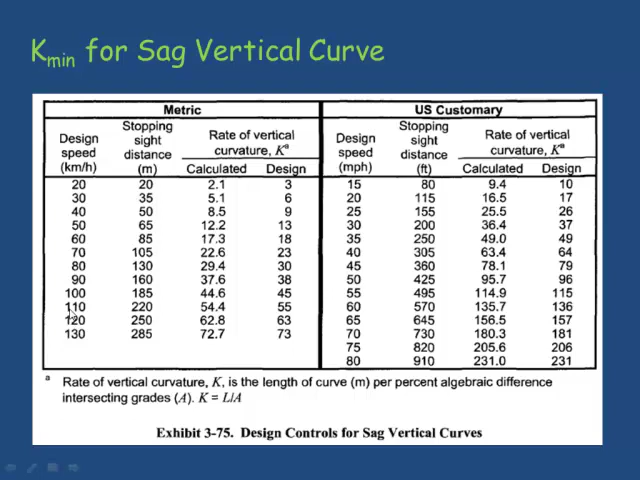 Kmin for Sag Vertical Curve
Metric US Customary
Design speed (km/h) Stopping sight distance (m) Rate of vertical curvature, Kª Calculated Design Design speed (mph) Stopping sight distance (ft) Rate of vertical curvature, Kª Calculated Design
20 20 2.1 3 15 80 9.4 10
30 35 5.1 6 20 115 16.5 17
40 50 8.5 9 25 155 25.5 26
50 65 12.2 13 30 200 36.4 37
60 85 17.3 18 35 250 49.0 49
70 105 22.6 23 40 305 63.4 64
80 130 29.4 30 45 360 78.1 79
90 160 37.6 38 50 425 95.7 96
100 185 44.6 45 55 495 114.9 115
110 220 54.4 55 60 570 135.7 136
120 250 62.8 63 65 645 156.5 157
130 285 72.7 73 70 730 180.3 181
75 820 205.6 206
80 910 231.0 231
ª Rate of vertical curvature, K, is the length of curve (m) per percent algebraic difference
intersecting grades (A). K = L/A
Exhibit 3-75. Design Controls for Sag Vertical Curves